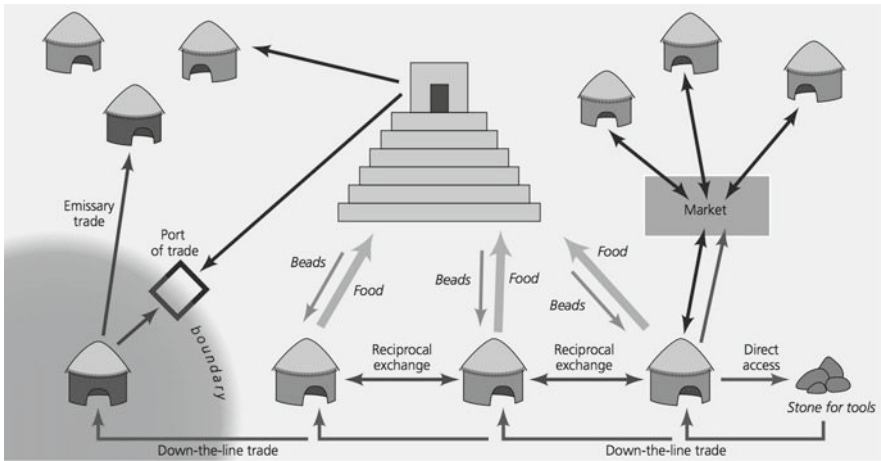 Emissary
trade
Port
of trade
boundary
Market
Beads
Food
Beads
Food
Food
Beads
Reciprocal
exchange
Reciprocal
exchange
Direct
access
Stone for tools
Down-the-line trade
Down-the-line trade